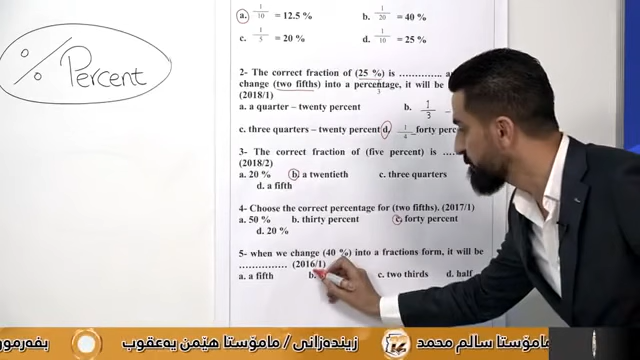 % Percent
a. 1/10 = 12.5 % b. 1/20 = 40 %
c. 1/5 = 20 % d. 1/10 = 25 %
2- The correct fraction of (25 %) is ..............
change (two fifths) into a percentage, it will be
(2018/1)
a. a quarter – twenty percent b. 1/3 –
c. three quarters – twenty percent d. 1/4 – forty
3- The correct fraction of (five percent) is
(2018/2)
a. 20 % b. a twentieth c. three quarters
d. a fifth
4- Choose the correct percentage for (two fifths). (2017/1)
a. 50 % b. thirty percent c. forty percent
d. 20 %
5- when we change (40 %) into a fractions form, it will be
............... (2016/1)
a. a fifth b. c. two thirds d. half
مامۆستا سالم محمد زیندەزانی / مامۆستا هێمن یەعکوب